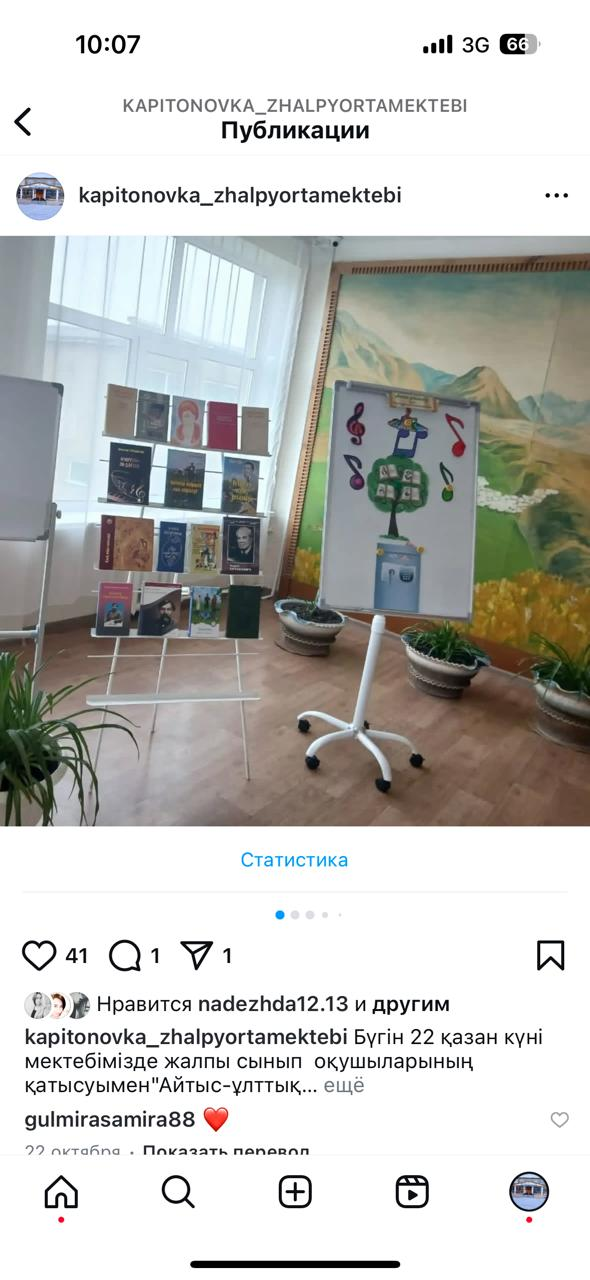 10:07
3G 66
KAPITONOVKA_ZHALPYORTAMEKTEBI
Публикации
kapitonovka_zhalpyortamektebi
Статистика
41 1 1
Нравится nadezhda12.13 и другим
kapitonovka_zhalpyortamektebi Бүгін 22 қазан күні
мектебімізде жалпы сынып оқушыларының
қатысуымен"Айтыс-ұлттық... ещё
gulmirasamira88 ❤️
22 октября · Показать перевод